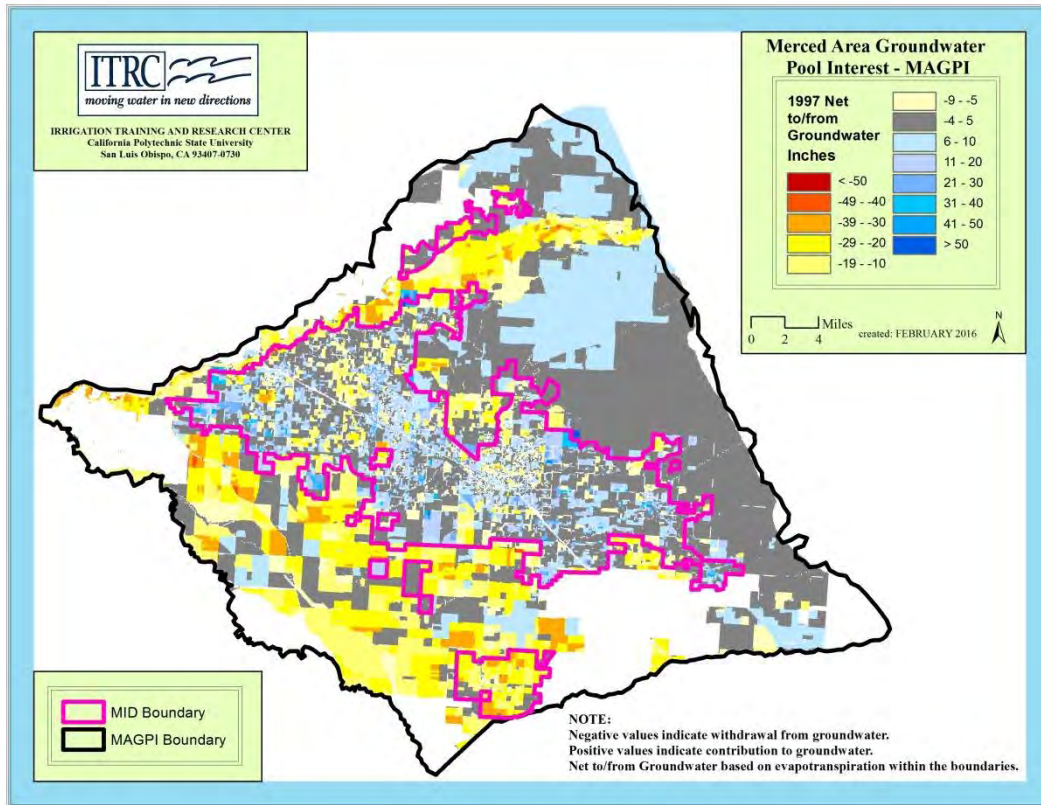 ITRC
moving water in new directions
IRRIGATION TRAINING AND RESEARCH CENTER
California Polytechnic State University
San Luis Obispo, CA 93407-0730
Merced Area Groundwater
Pool Interest - MAGPI
1997 Net
to/from
Groundwater
Inches
< -50
-49 - -40
-39 - -30
-29 - -20
-19 - -10
-9 - -5
-4 - 5
6 - 10
11 - 20
21 - 30
31 - 40
41 - 50
> 50
Miles
0 2 4
created: FEBRUARY 2016
N
MID Boundary
MAGPI Boundary
NOTE:
Negative values indicate withdrawal from groundwater.
Positive values indicate contribution to groundwater.
Net to/from Groundwater based on evapotranspiration within the boundaries.